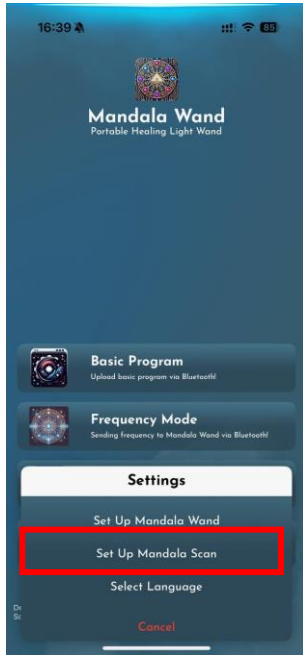 16:39
85
Mandala Wand
Portable Healing Light Wand
Basic Program
Upload basic program via Bluetooth!
Frequency Mode
Sending frequency to Mandala Wand via Bluetooth!
Settings
Set Up Mandala Wand
Set Up Mandala Scan
Select Language
Cancel